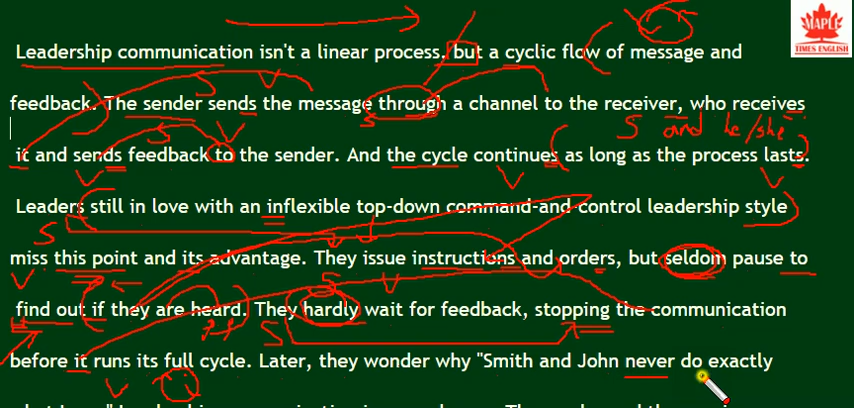 MAPLE
TIMES ENGLISH
Leadership communication isn't a linear process, but a cyclic flow of message and
feedback. The sender sends the message through a channel to the receiver, who receives
S and he/she
it and sends feedback to the sender. And the cycle continues as long as the process lasts.
Leaders still in love with an inflexible top-down command-and-control leadership style
miss this point and its advantage. They issue instructions and orders, but seldom pause to
find out if they are heard. They hardly wait for feedback, stopping the communication
before it runs its full cycle. Later, they wonder why "Smith and John never do exactly